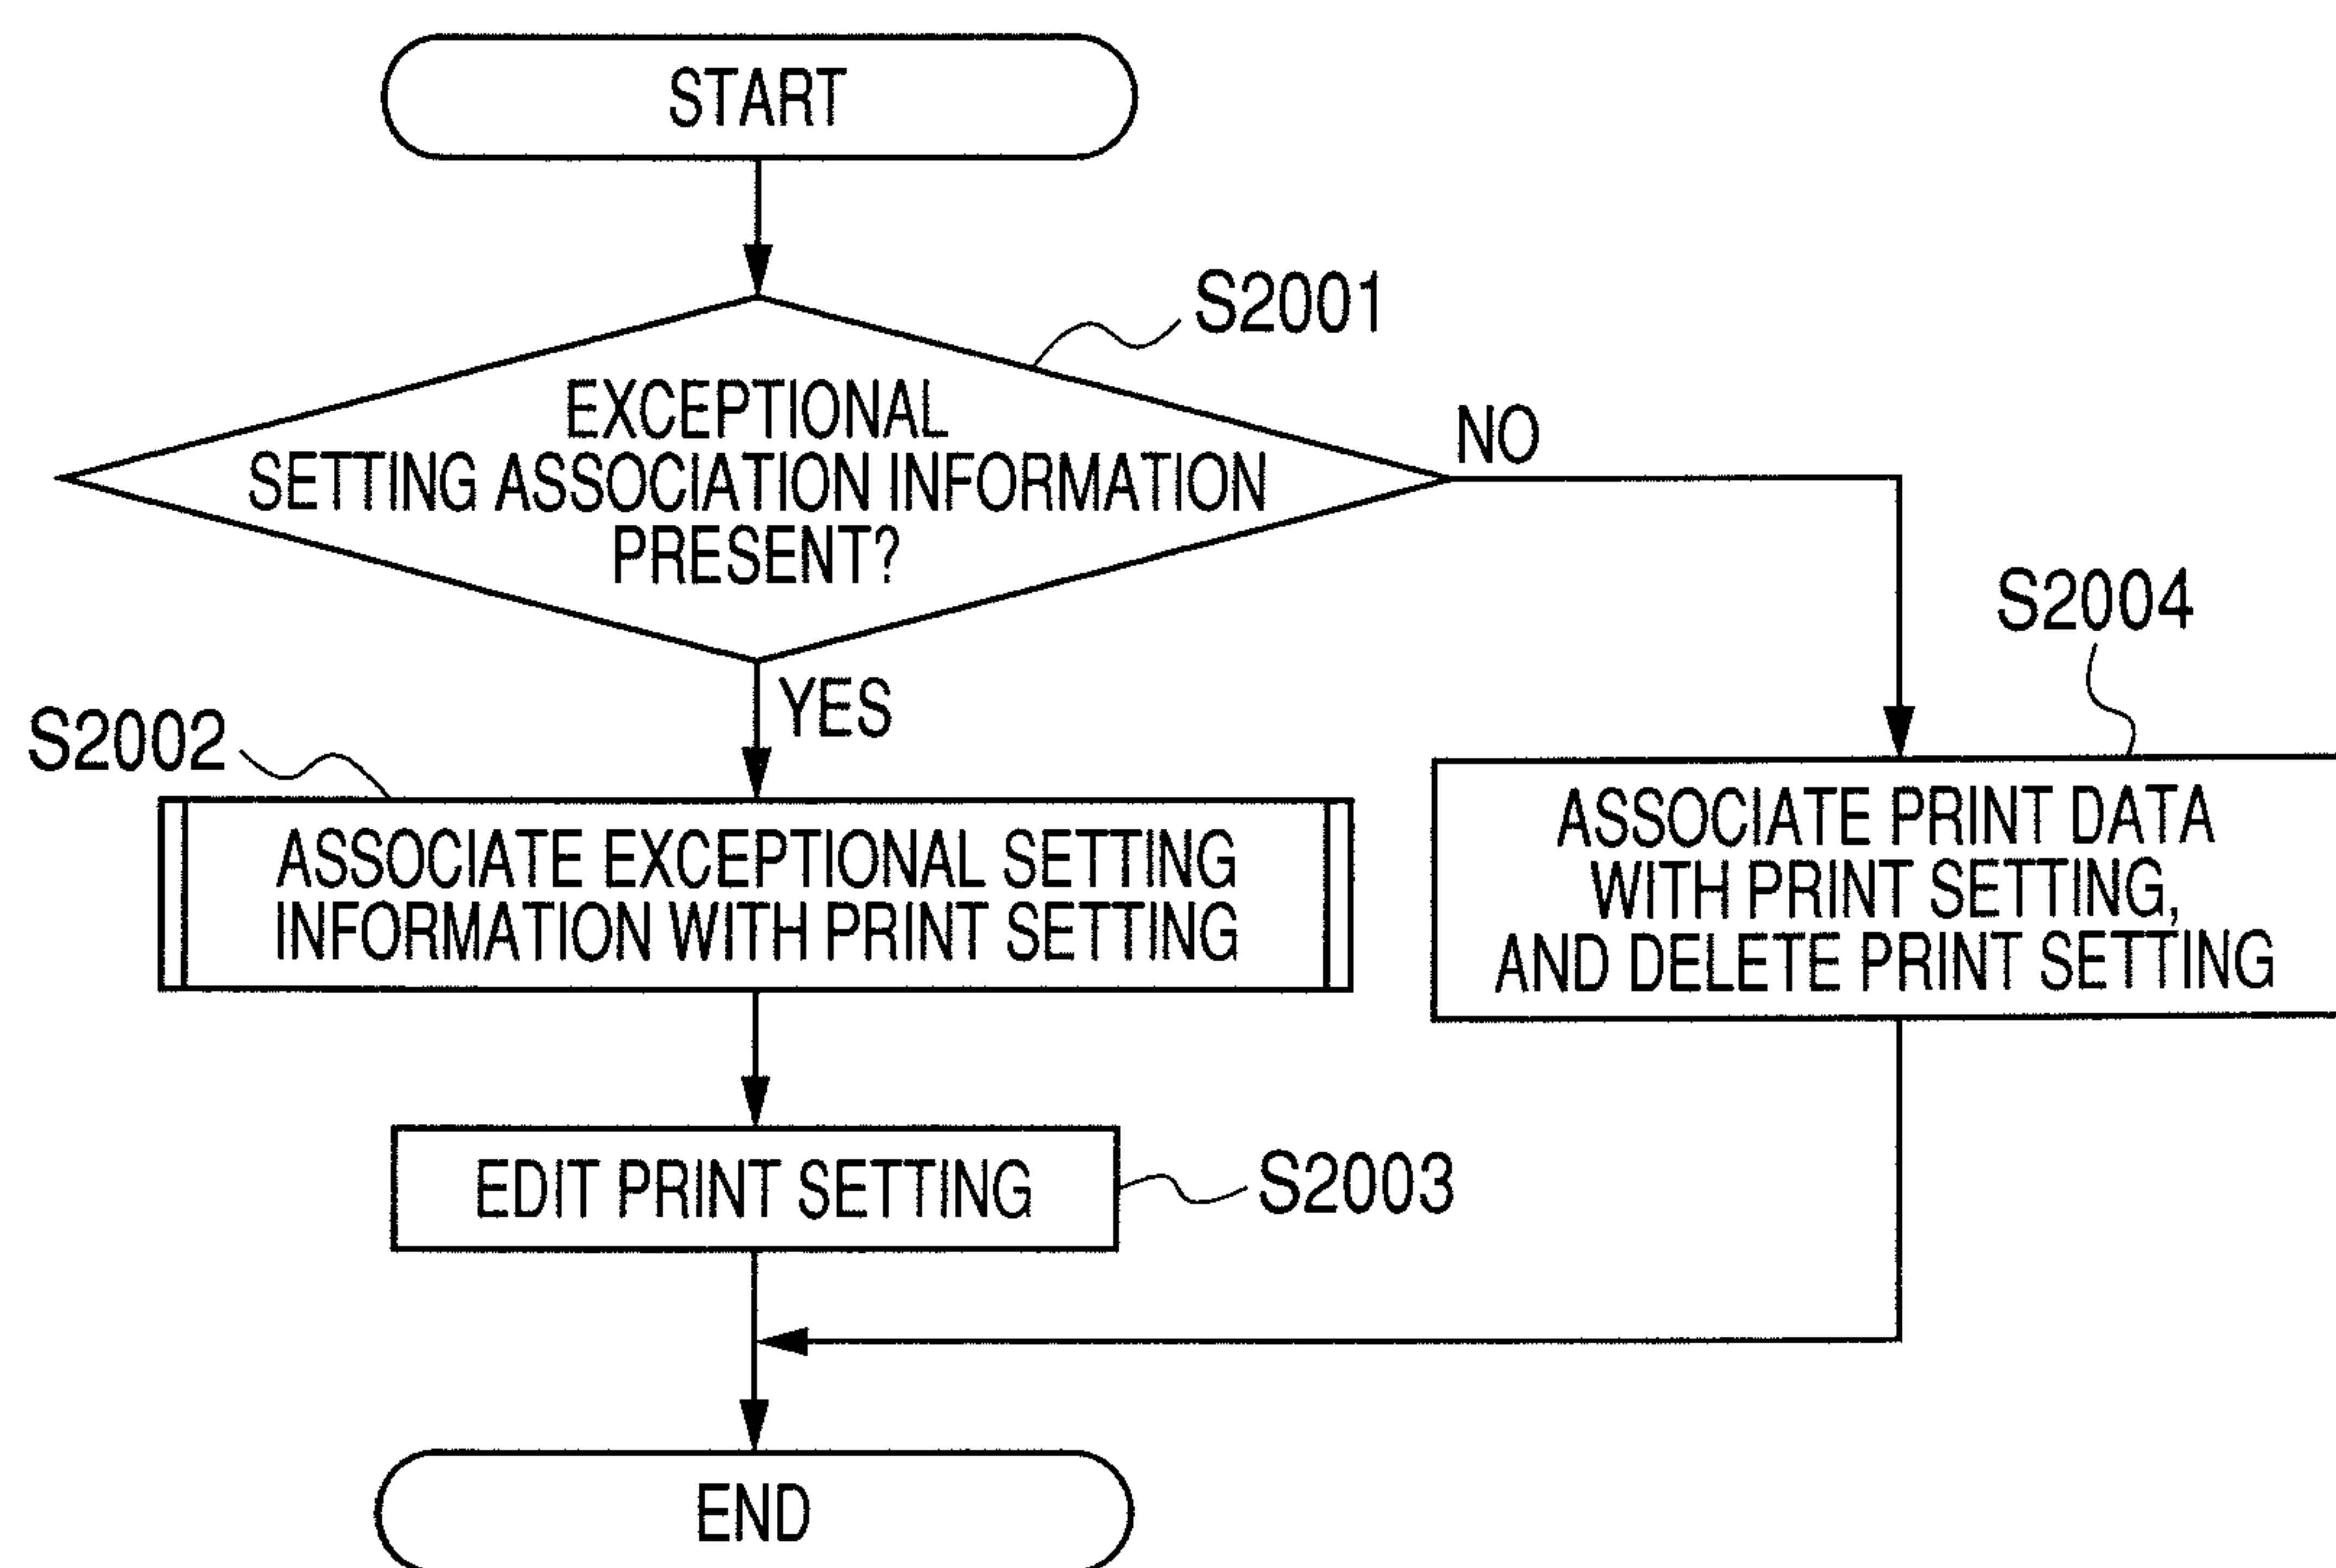 START
S2001
EXCEPTIONAL
SETTING ASSOCIATION INFORMATION
PRESENT?
NO
YES
S2002
ASSOCIATE EXCEPTIONAL SETTING
INFORMATION WITH PRINT SETTING
S2004
ASSOCIATE PRINT DATA
WITH PRINT SETTING,
AND DELETE PRINT SETTING
EDIT PRINT SETTING
S2003
END